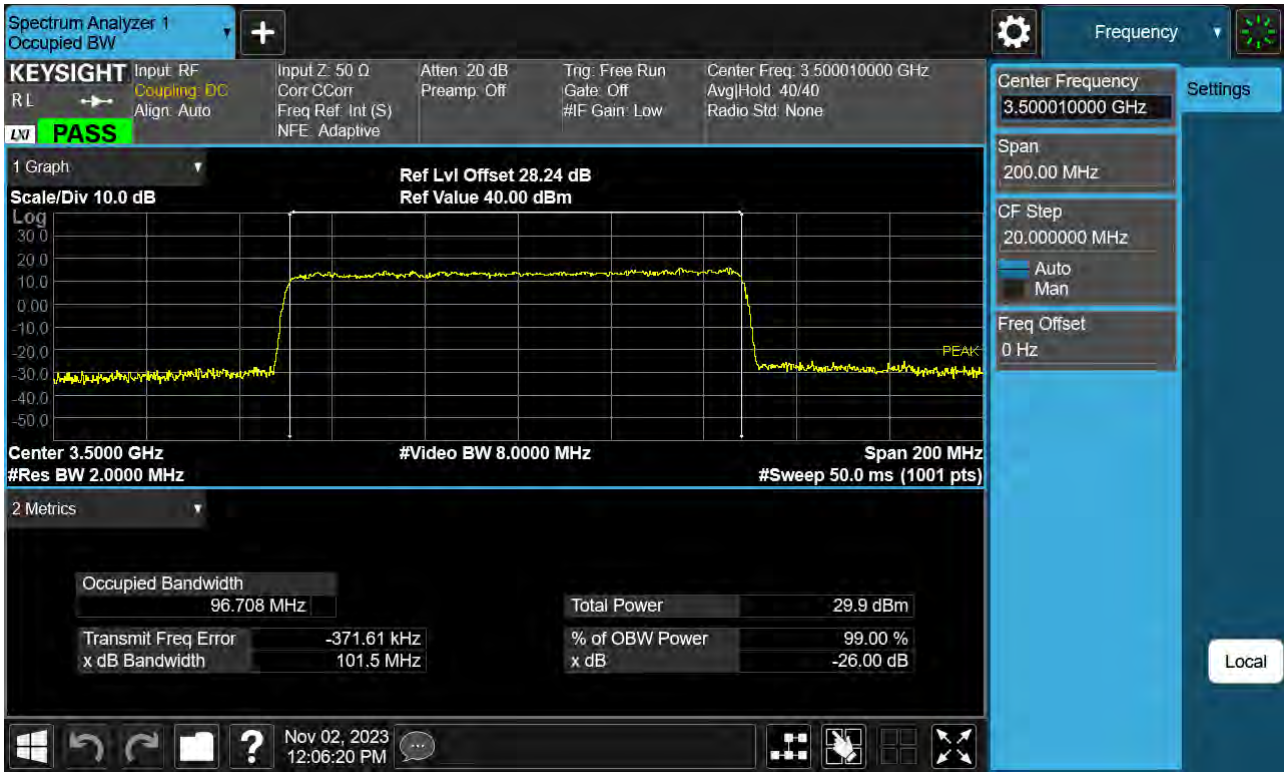 Spectrum Analyzer 1
Occupied BW
Frequency
KEYSIGHT
RL
LXI
PASS
Input: RF
Coupling: DC
Align: Auto
Input Z: 50 Ω
Corr CCorr
Freq Ref: Int (S)
NFE: Adaptive
Atten: 20 dB
Preamp: Off
Trig: Free Run
Gate: Off
#IF Gain: Low
Center Freq: 3.500010000 GHz
Avg|Hold: 40/40
Radio Std: None
Center Frequency
3.500010000 GHz
Settings
Span
200.00 MHz
CF Step
20.000000 MHz
Auto
Man
Freq Offset
0 Hz
1 Graph
Scale/Div 10.0 dB
Ref Lvl Offset 28.24 dB
Ref Value 40.00 dBm
Log
30.0
20.0
10.0
0.00
-10.0
-20.0
-30.0
-40.0
-50.0
PEAK
Center 3.5000 GHz
#Video BW 8.0000 MHz
Span 200 MHz
#Res BW 2.0000 MHz
#Sweep 50.0 ms (1001 pts)
2 Metrics
Occupied Bandwidth
96.708 MHz
Total Power 29.9 dBm
Transmit Freq Error -371.61 kHz
% of OBW Power 99.00 %
x dB Bandwidth 101.5 MHz
x dB -26.00 dB
Local
?
Nov 02, 2023
12:06:20 PM